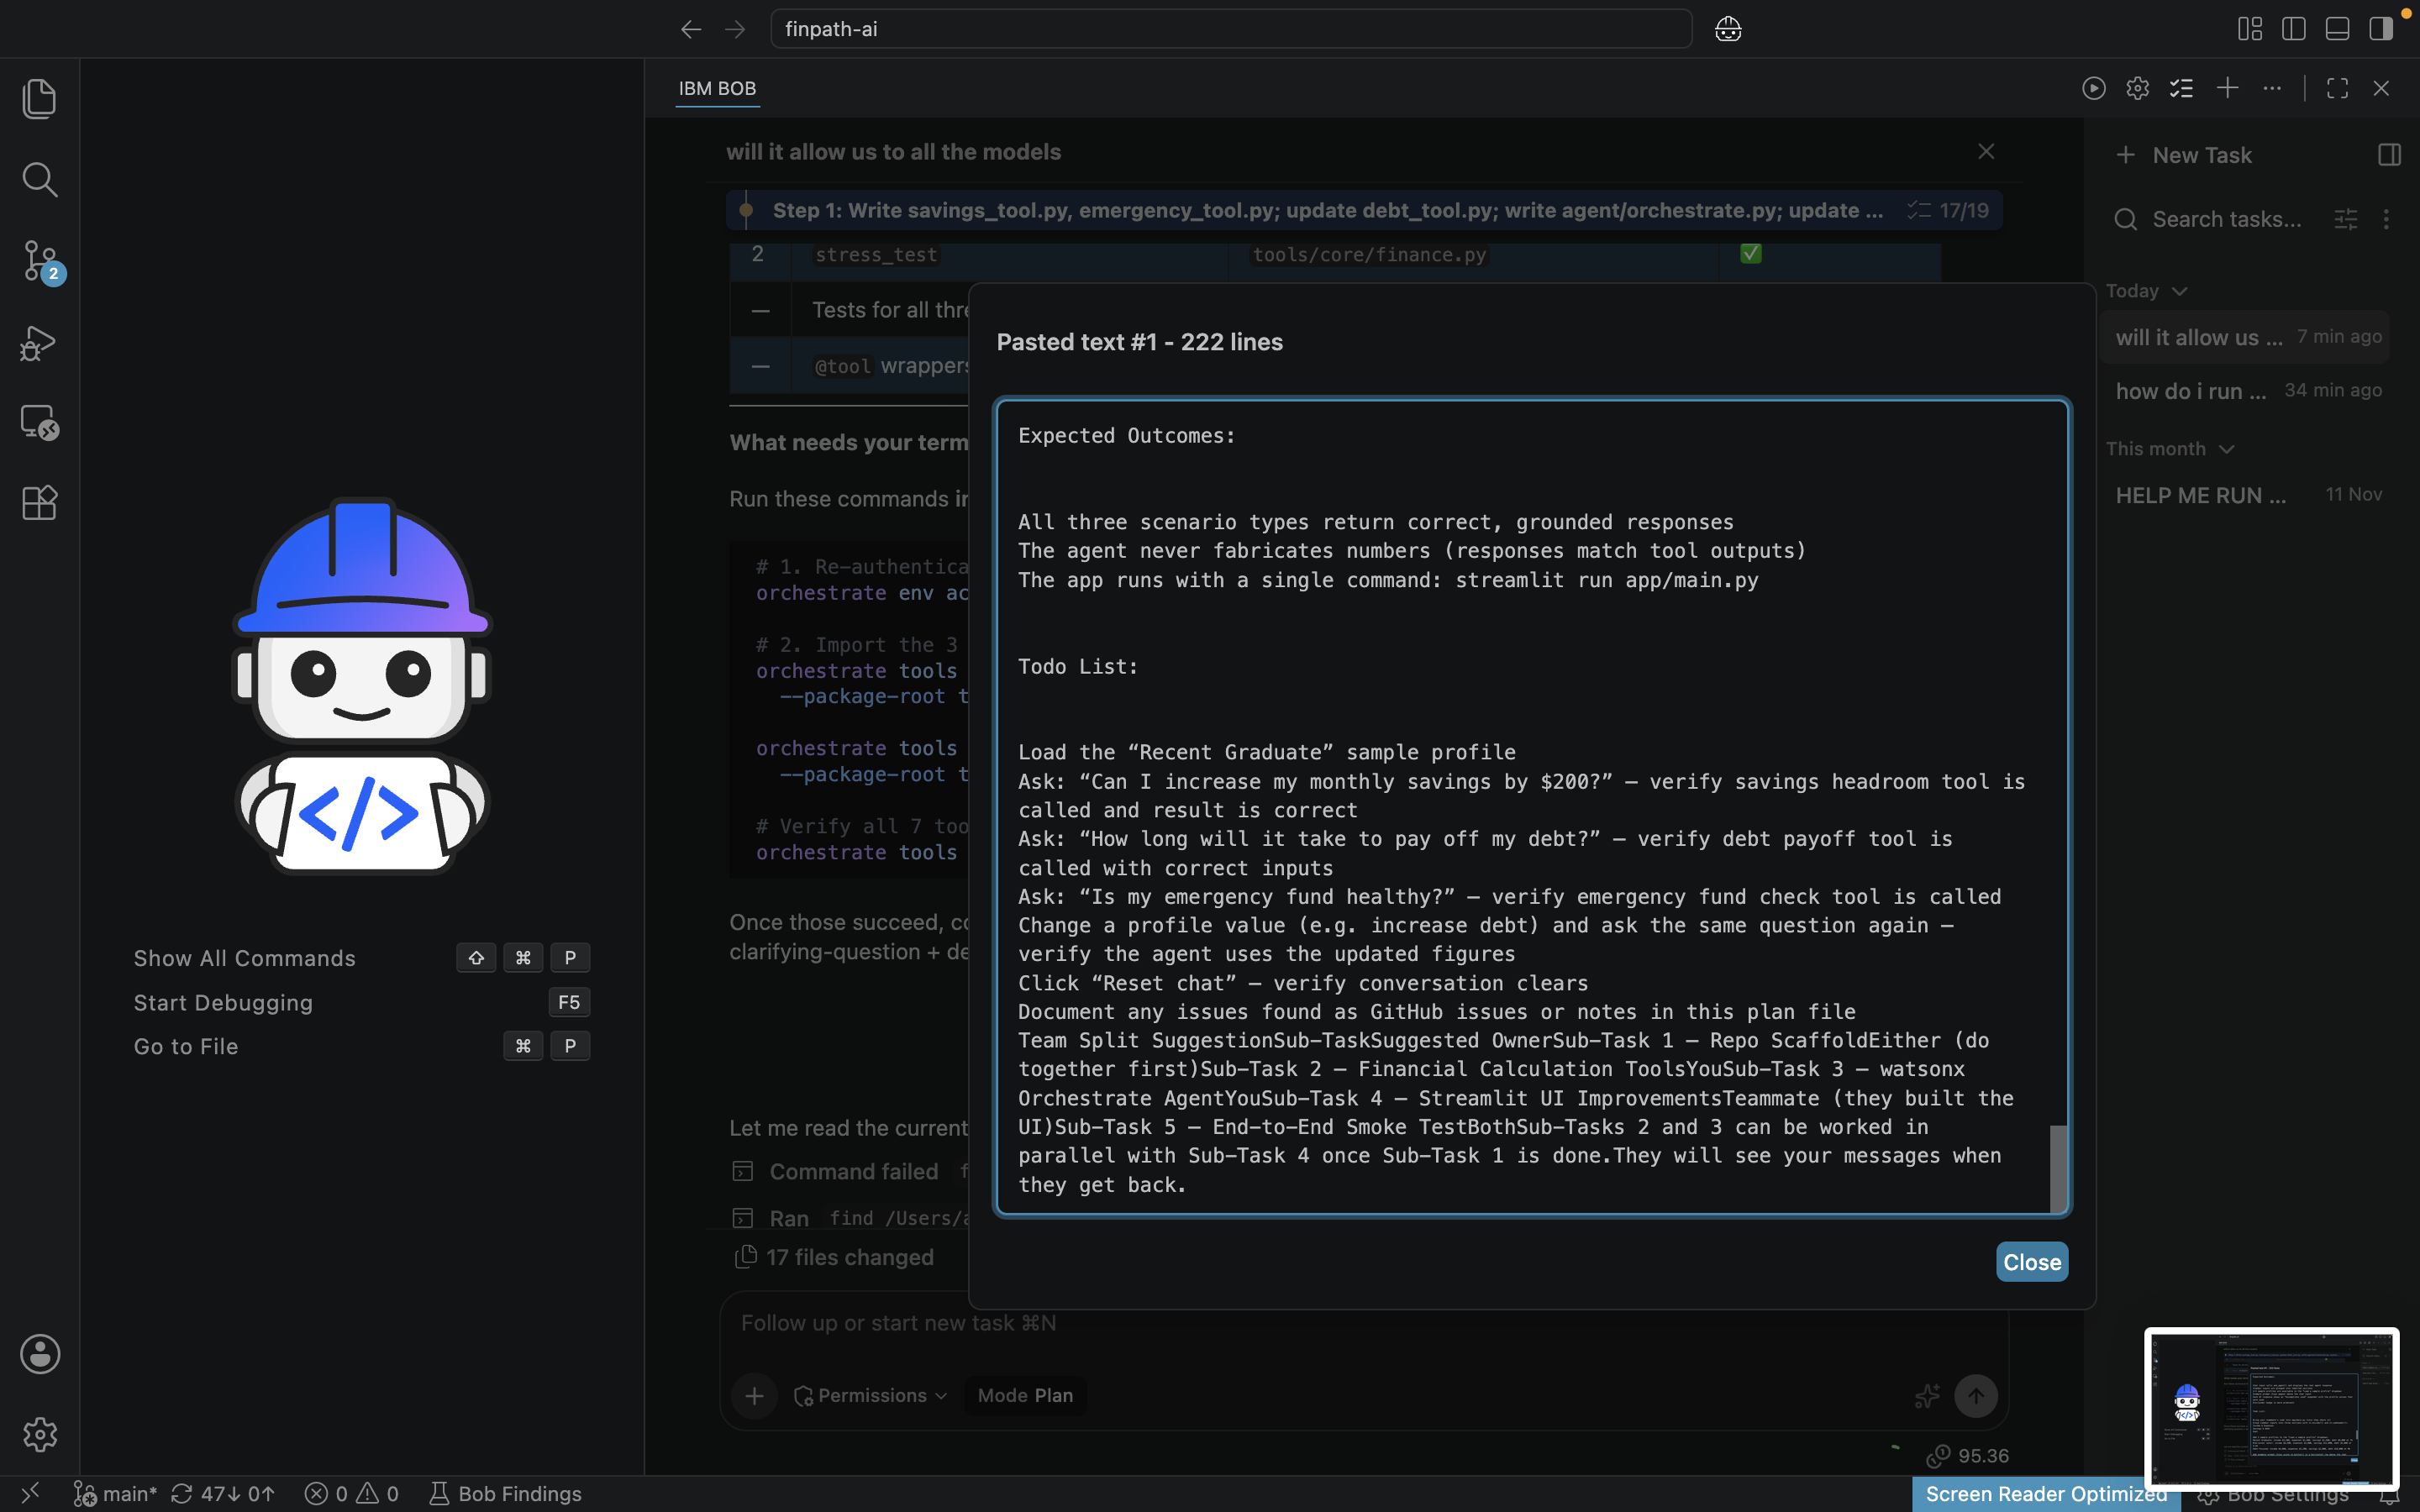 finpath-ai
IBM BOB
will it allow us to all the models
Step 1: Write savings_tool.py, emergency_tool.py; update debt_tool.py; write agent/orchestrate.py; update ... 17/19
2 stress_test tools/core/finance.py
— Tests for all thre
— @tool wrappers
What needs your term
Run these commands in
# 1. Re-authentica
orchestrate env ac
# 2. Import the 3
orchestrate tools
--package-root t
orchestrate tools
--package-root t
# Verify all 7 too
orchestrate tools
Once those succeed, co
clarifying-question + de
Let me read the current
Command failed f
Ran find /Users/a
17 files changed
Follow up or start new task ⌘N
Permissions
Mode Plan
95.36
Pasted text #1 - 222 lines
Expected Outcomes:
All three scenario types return correct, grounded responses
The agent never fabricates numbers (responses match tool outputs)
The app runs with a single command: streamlit run app/main.py
Todo List:
Load the “Recent Graduate” sample profile
Ask: “Can I increase my monthly savings by $200?” — verify savings headroom tool is
called and result is correct
Ask: “How long will it take to pay off my debt?” — verify debt payoff tool is
called with correct inputs
Ask: “Is my emergency fund healthy?” — verify emergency fund check tool is called
Change a profile value (e.g. increase debt) and ask the same question again —
verify the agent uses the updated figures
Click “Reset chat” — verify conversation clears
Document any issues found as GitHub issues or notes in this plan file
Team Split SuggestionSub-TaskSuggested OwnerSub-Task 1 — Repo ScaffoldEither (do
together first)Sub-Task 2 — Financial Calculation ToolsYouSub-Task 3 — watsonx
Orchestrate AgentYouSub-Task 4 — Streamlit UI ImprovementsTeammate (they built the
UI)Sub-Task 5 — End-to-End Smoke TestBothSub-Tasks 2 and 3 can be worked in
parallel with Sub-Task 4 once Sub-Task 1 is done.They will see your messages when
they get back.
Close
New Task
Search tasks...
Today
will it allow us ... 7 min ago
how do i run ... 34 min ago
This month
HELP ME RUN ... 11 Nov
2
</>
Show All Commands ⇧ ⌘ P
Start Debugging F5
Go to File ⌘ P
main* 47↓ 0↑ 0 0 Bob Findings
Screen Reader Optimized
Bob Settings